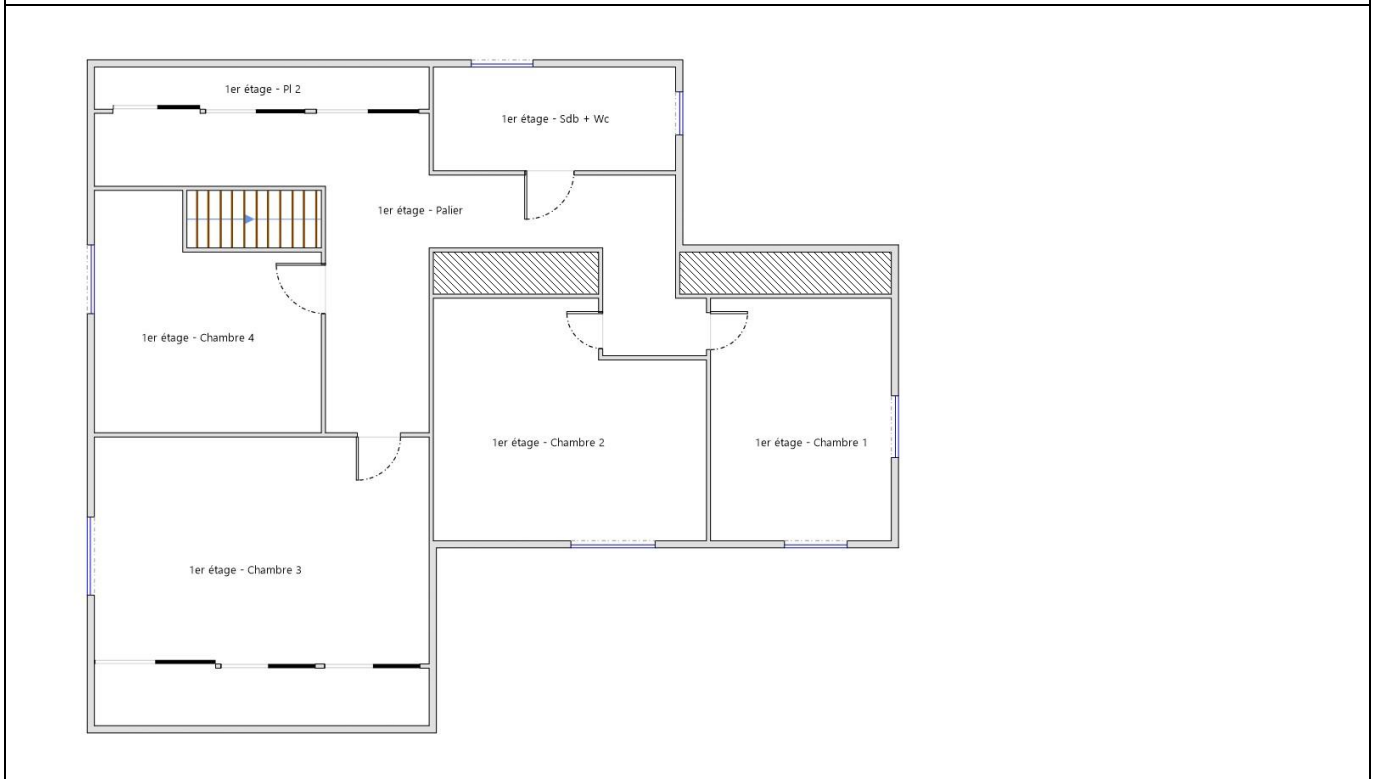 1er étage - Pl 2
1er étage - Sdb + Wc
1er étage - Palier
1er étage - Chambre 4
1er étage - Chambre 2
1er étage - Chambre 1
1er étage - Chambre 3